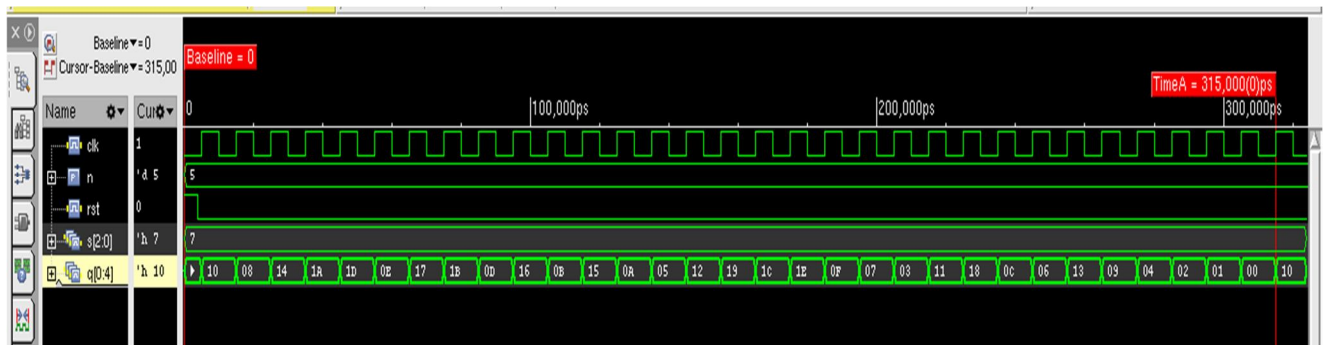 Baseline▼=0
Cursor-Baseline▼=315,00
Baseline = 0
TimeA = 315,000(0)ps
Name
Cur
0
100,000ps
200,000ps
300,000ps
clk 1
n 'd 5 5
rst 0
s[2:0] 'h 7 7
q[0:4] 'h 10 10 08 14 1A 1D 0E 17 1B 0D 16 0B 15 0A 05 12 19 1C 1E 0F 07 03 11 18 0C 06 13 09 04 02 01 00 10